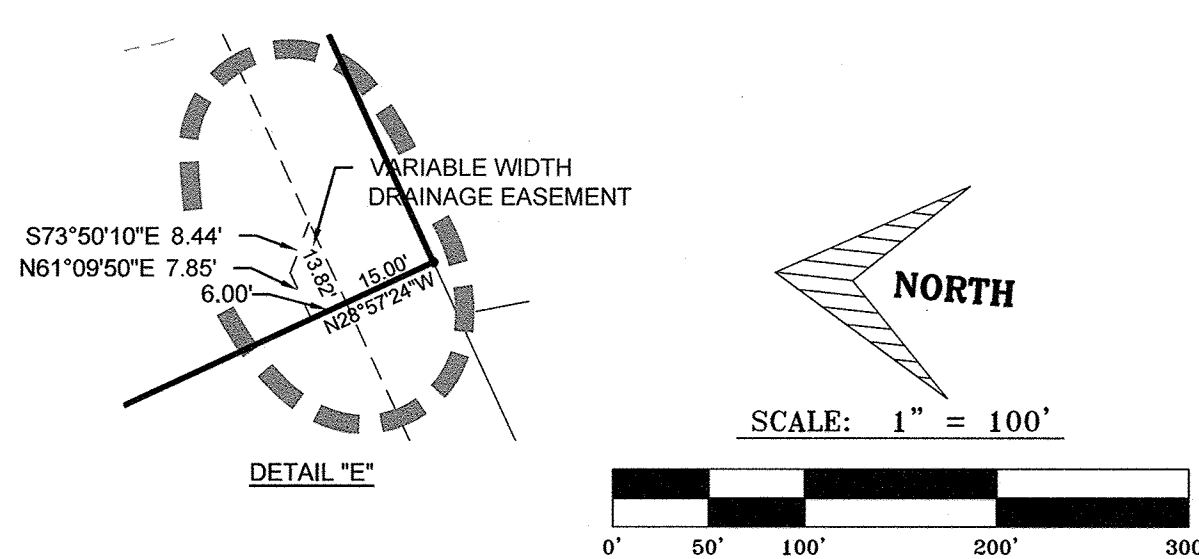 VARIABLE WIDTH
DRAINAGE EASEMENT
S73°50'10"E 8.44'
N61°09'50"E 7.85'
6.00'
13.82'
15.00'
N28°57'24"W
DETAIL "E"
NORTH
SCALE: 1" = 100'
0' 50' 100' 200' 300